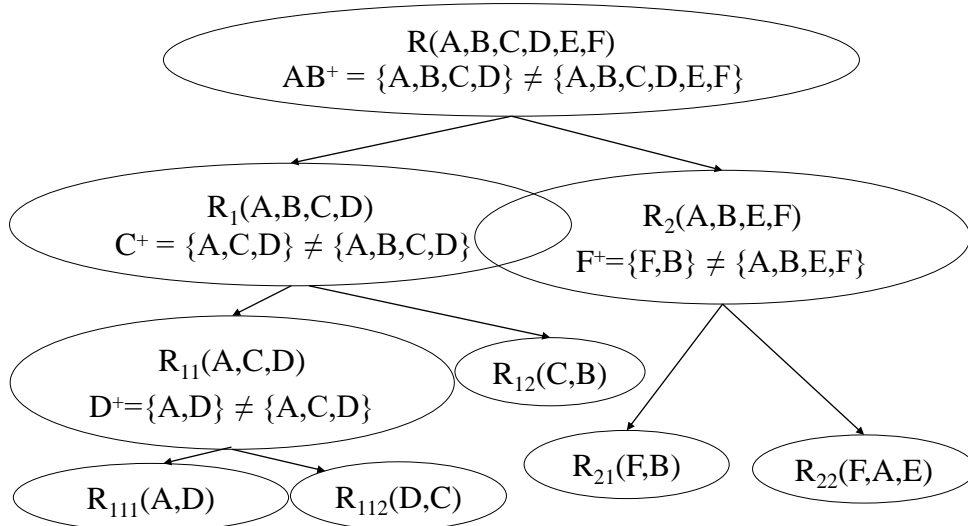 R(A,B,C,D,E,F)
AB⁺ = {A,B,C,D} ≠ {A,B,C,D,E,F}
R₁(A,B,C,D)
C⁺ = {A,C,D} ≠ {A,B,C,D}
R₂(A,B,E,F)
F⁺={F,B} ≠ {A,B,E,F}
R₁₁(A,C,D)
D⁺={A,D} ≠ {A,C,D}
R₁₂(C,B)
R₂₁(F,B)
R₂₂(F,A,E)
R₁₁₁(A,D)
R₁₁₂(D,C)